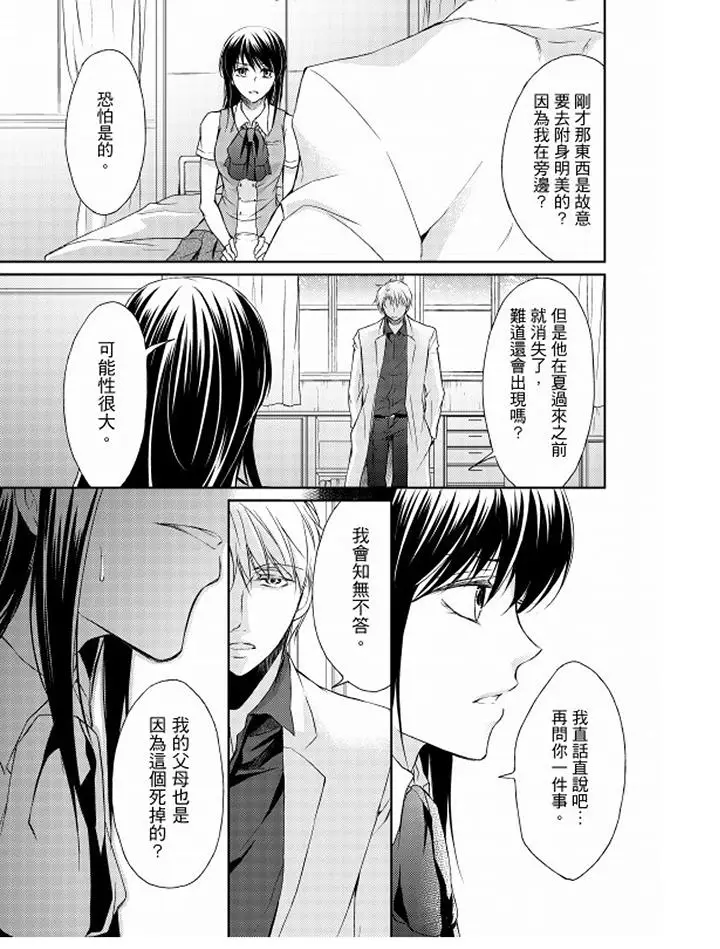 剛才那東西是故意
要去附身明美的？
因為我在旁邊？
恐怕是的。
但是他在夏過來之前
就消失了，
難道還會出現嗎？
可能性很大。
我直話直說吧…
再問你一件事。
我會知無不答。
我的父母也是
因為這個死掉的？